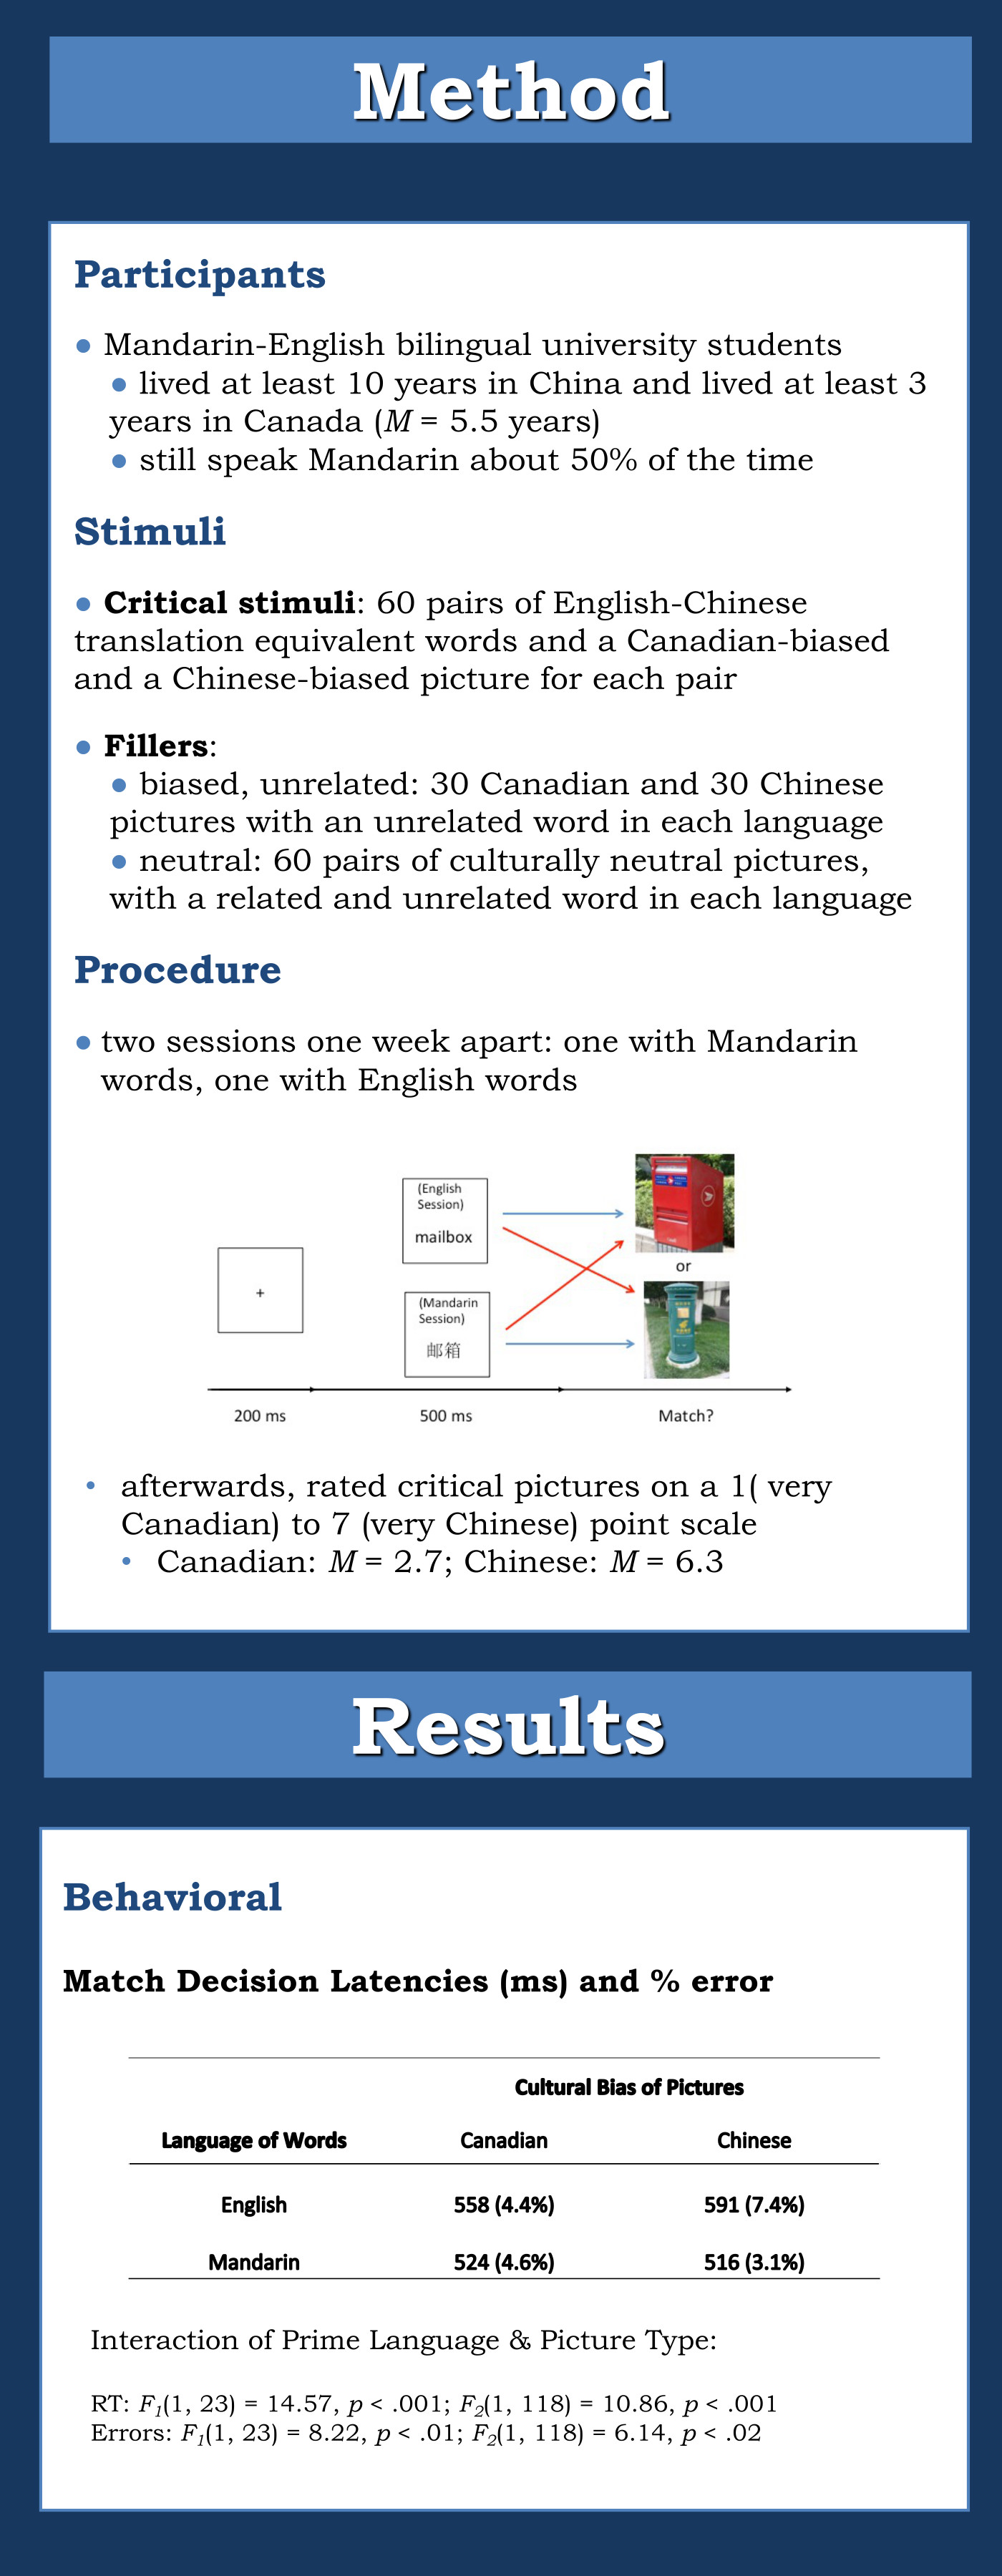 Method
Participants
● Mandarin-English bilingual university students
● lived at least 10 years in China and lived at least 3
years in Canada (M = 5.5 years)
● still speak Mandarin about 50% of the time
Stimuli
● Critical stimuli: 60 pairs of English-Chinese
translation equivalent words and a Canadian-biased
and a Chinese-biased picture for each pair
● Fillers:
● biased, unrelated: 30 Canadian and 30 Chinese
pictures with an unrelated word in each language
● neutral: 60 pairs of culturally neutral pictures,
with a related and unrelated word in each language
Procedure
● two sessions one week apart: one with Mandarin
words, one with English words
+
(English
Session)
mailbox
(Mandarin
Session)
邮箱
or
200 ms 500 ms Match?
• afterwards, rated critical pictures on a 1( very
Canadian) to 7 (very Chinese) point scale
• Canadian: M = 2.7; Chinese: M = 6.3
Results
Behavioral
Match Decision Latencies (ms) and % error
Cultural Bias of Pictures
Language of Words Canadian Chinese
English 558 (4.4%) 591 (7.4%)
Mandarin 524 (4.6%) 516 (3.1%)
Interaction of Prime Language & Picture Type:
RT: F1(1, 23) = 14.57, p < .001; F2(1, 118) = 10.86, p < .001
Errors: F1(1, 23) = 8.22, p < .01; F2(1, 118) = 6.14, p < .02